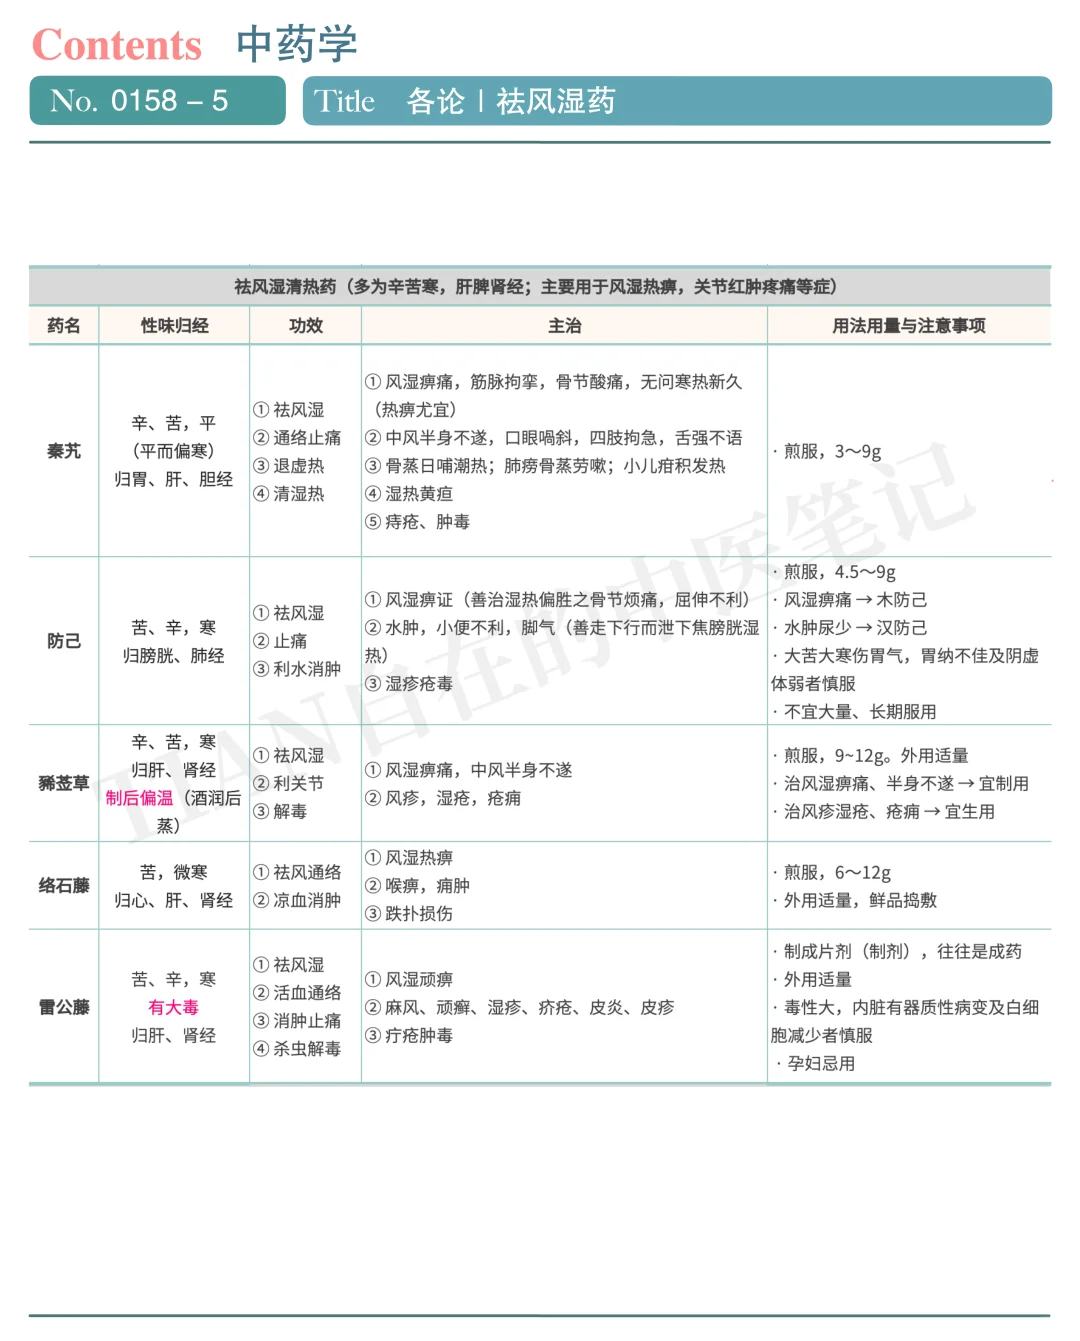 Contents 中药学
No. 0158 – 5
Title 各论 | 祛风湿药
祛风湿清热药（多为辛苦寒，肝脾肾经；主要用于风湿热痹，关节红肿疼痛等症）
药名 性味归经 功效 主治 用法用量与注意事项
秦艽
辛、苦，平
（平而偏寒）
归胃、肝、胆经
① 祛风湿
② 通络止痛
③ 退虚热
④ 清湿热
① 风湿痹痛，筋脉拘挛，骨节酸痛，无问寒热新久
（热痹尤宜）
② 中风半身不遂，口眼喎斜，四肢拘急，舌强不语
③ 骨蒸日哺潮热；肺痨骨蒸劳嗽；小儿疳积发热
④ 湿热黄疸
⑤ 痔疮、肿毒
· 煎服，3～9g
防己
苦、辛，寒
归膀胱、肺经
① 祛风湿
② 止痛
③ 利水消肿
① 风湿痹证（善治湿热偏胜之骨节烦痛，屈伸不利）
② 水肿，小便不利，脚气（善走下行而泄下焦膀胱湿
热）
③ 湿疹疮毒
· 煎服，4.5～9g
· 风湿痹痛 → 木防己
· 水肿尿少 → 汉防己
· 大苦大寒伤胃气，胃纳不佳及阴虚
体弱者慎服
· 不宜大量、长期服用
豨莶草
辛、苦，寒
归肝、肾经
制后偏温（酒润后
蒸）
① 祛风湿
② 利关节
③ 解毒
① 风湿痹痛，中风半身不遂
② 风疹，湿疮，疮痈
· 煎服，9~12g。外用适量
· 治风湿痹痛、半身不遂 → 宜制用
· 治风疹湿疮、疮痈 → 宜生用
络石藤
苦，微寒
归心、肝、肾经
① 祛风通络
② 凉血消肿
① 风湿热痹
② 喉痹，痈肿
③ 跌扑损伤
· 煎服，6～12g
· 外用适量，鲜品捣敷
雷公藤
苦、辛，寒
有大毒
归肝、肾经
① 祛风湿
② 活血通络
③ 消肿止痛
④ 杀虫解毒
① 风湿顽痹
② 麻风、顽癣、湿疹、疥疮、皮炎、皮疹
③ 疔疮肿毒
· 制成片剂（制剂），往往是成药
· 外用适量
· 毒性大，内脏有器质性病变及白细
胞减少者慎服
· 孕妇忌用
TIAN自在的中医笔记